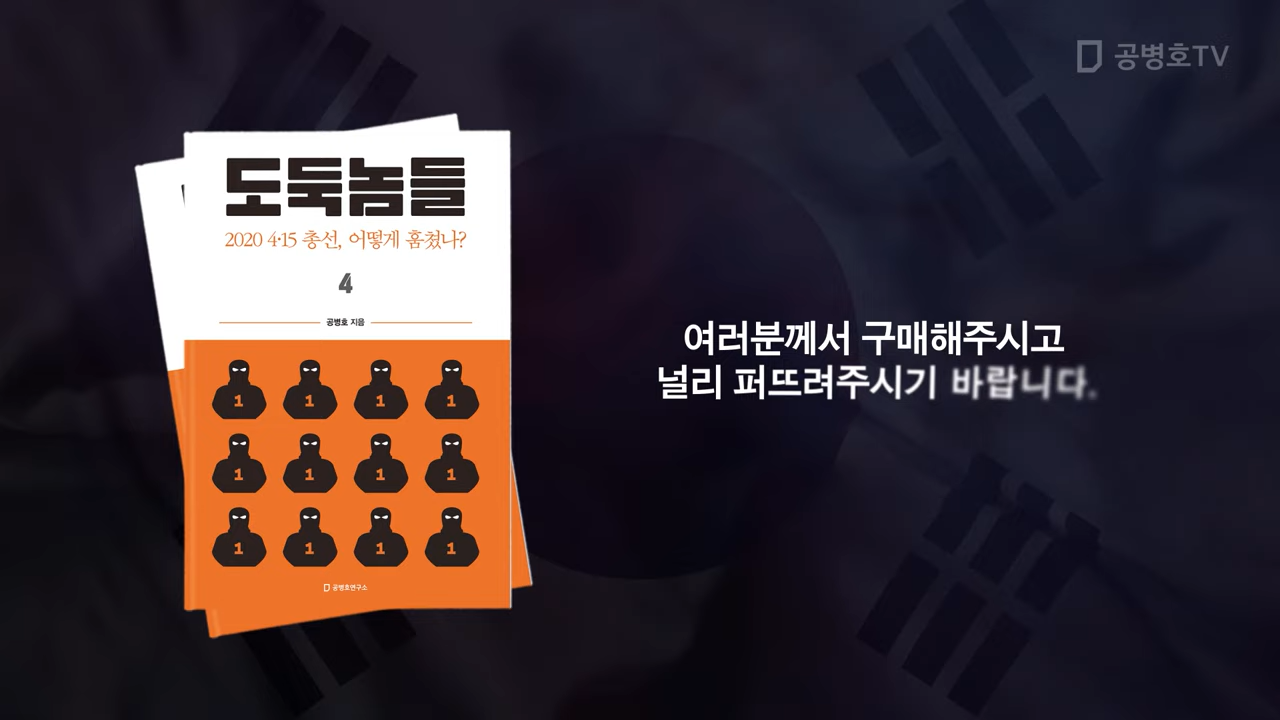 공병호TV
도둑놈들
2020 4·15 총선, 어떻게 훔쳤나?
4
공병호 지음
1 1 1 1
1 1 1 1
1 1 1 1
공병호연구소
여러분께서 구매해주시고
널리 퍼뜨려주시기 바랍니다.